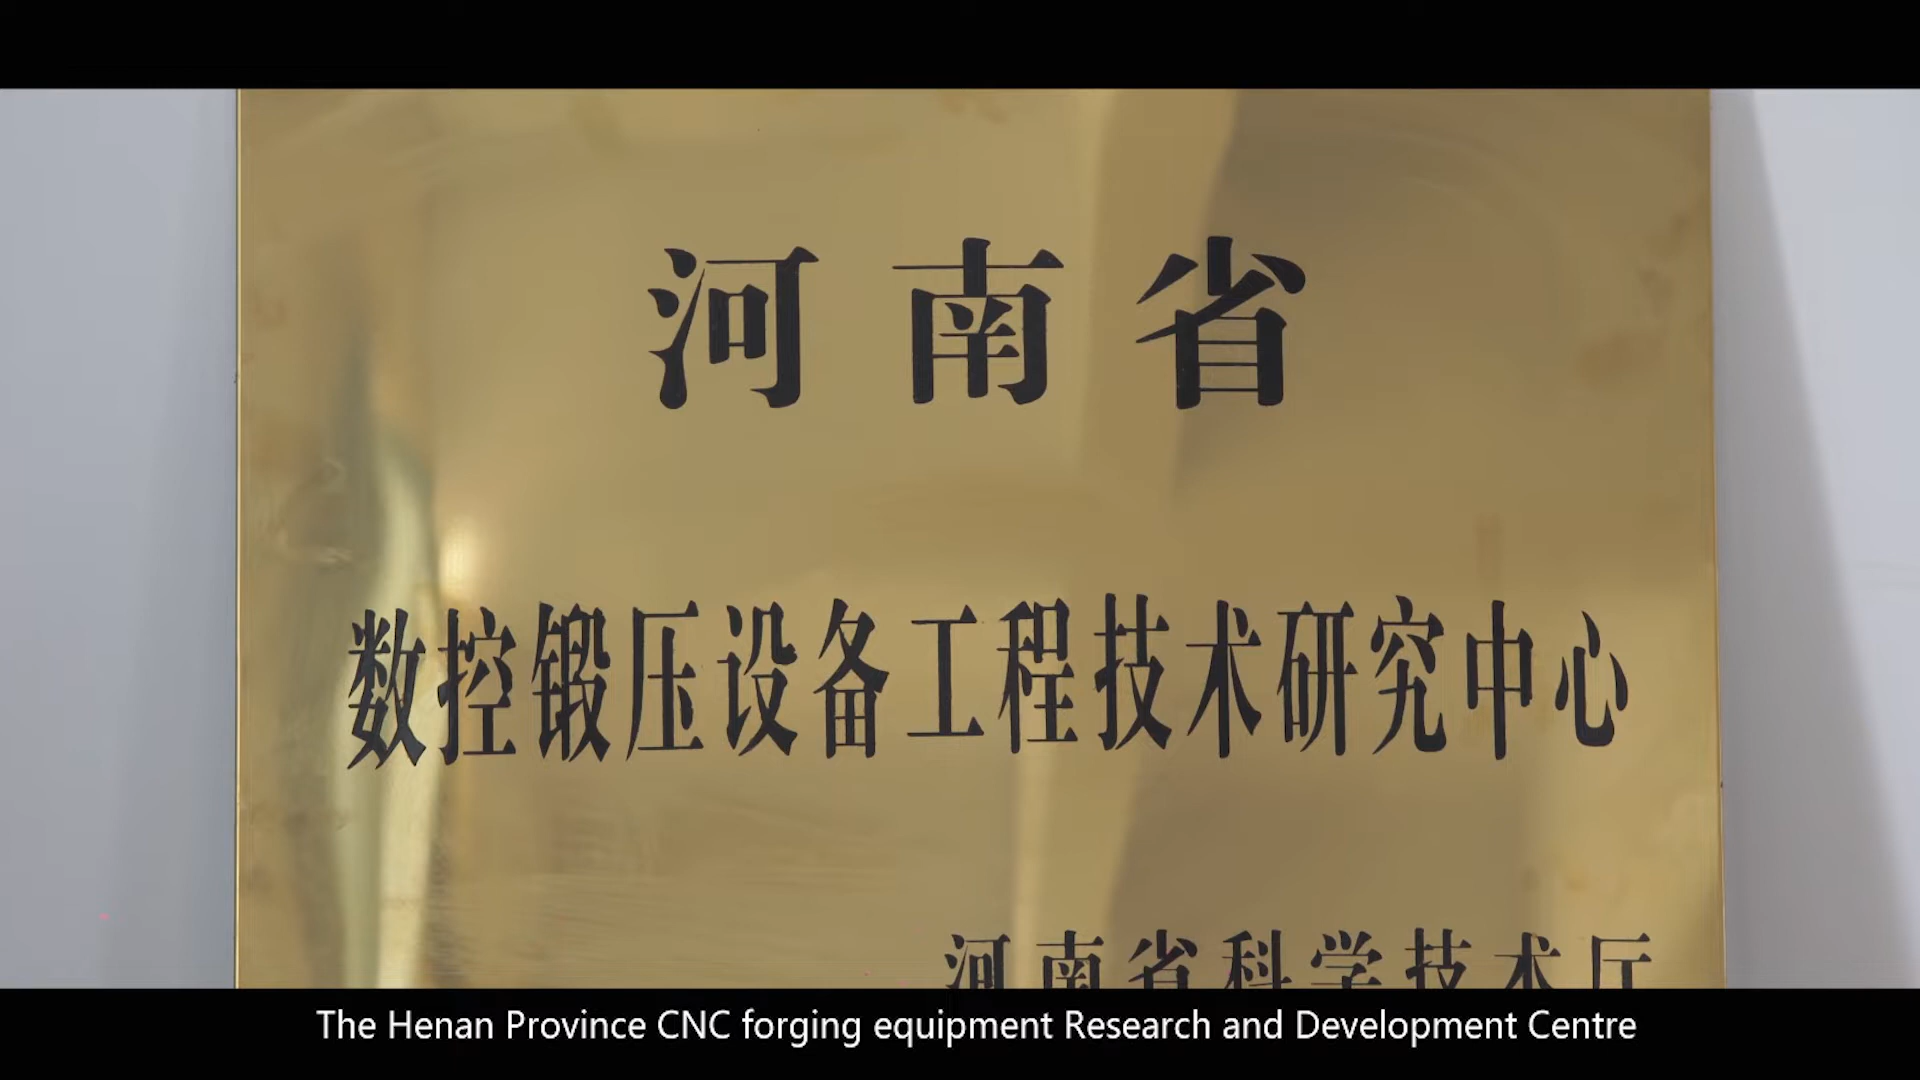 河南省
数控锻压设备工程技术研究中心
河南省科学技术厅
The Henan Province CNC forging equipment Research and Development Centre